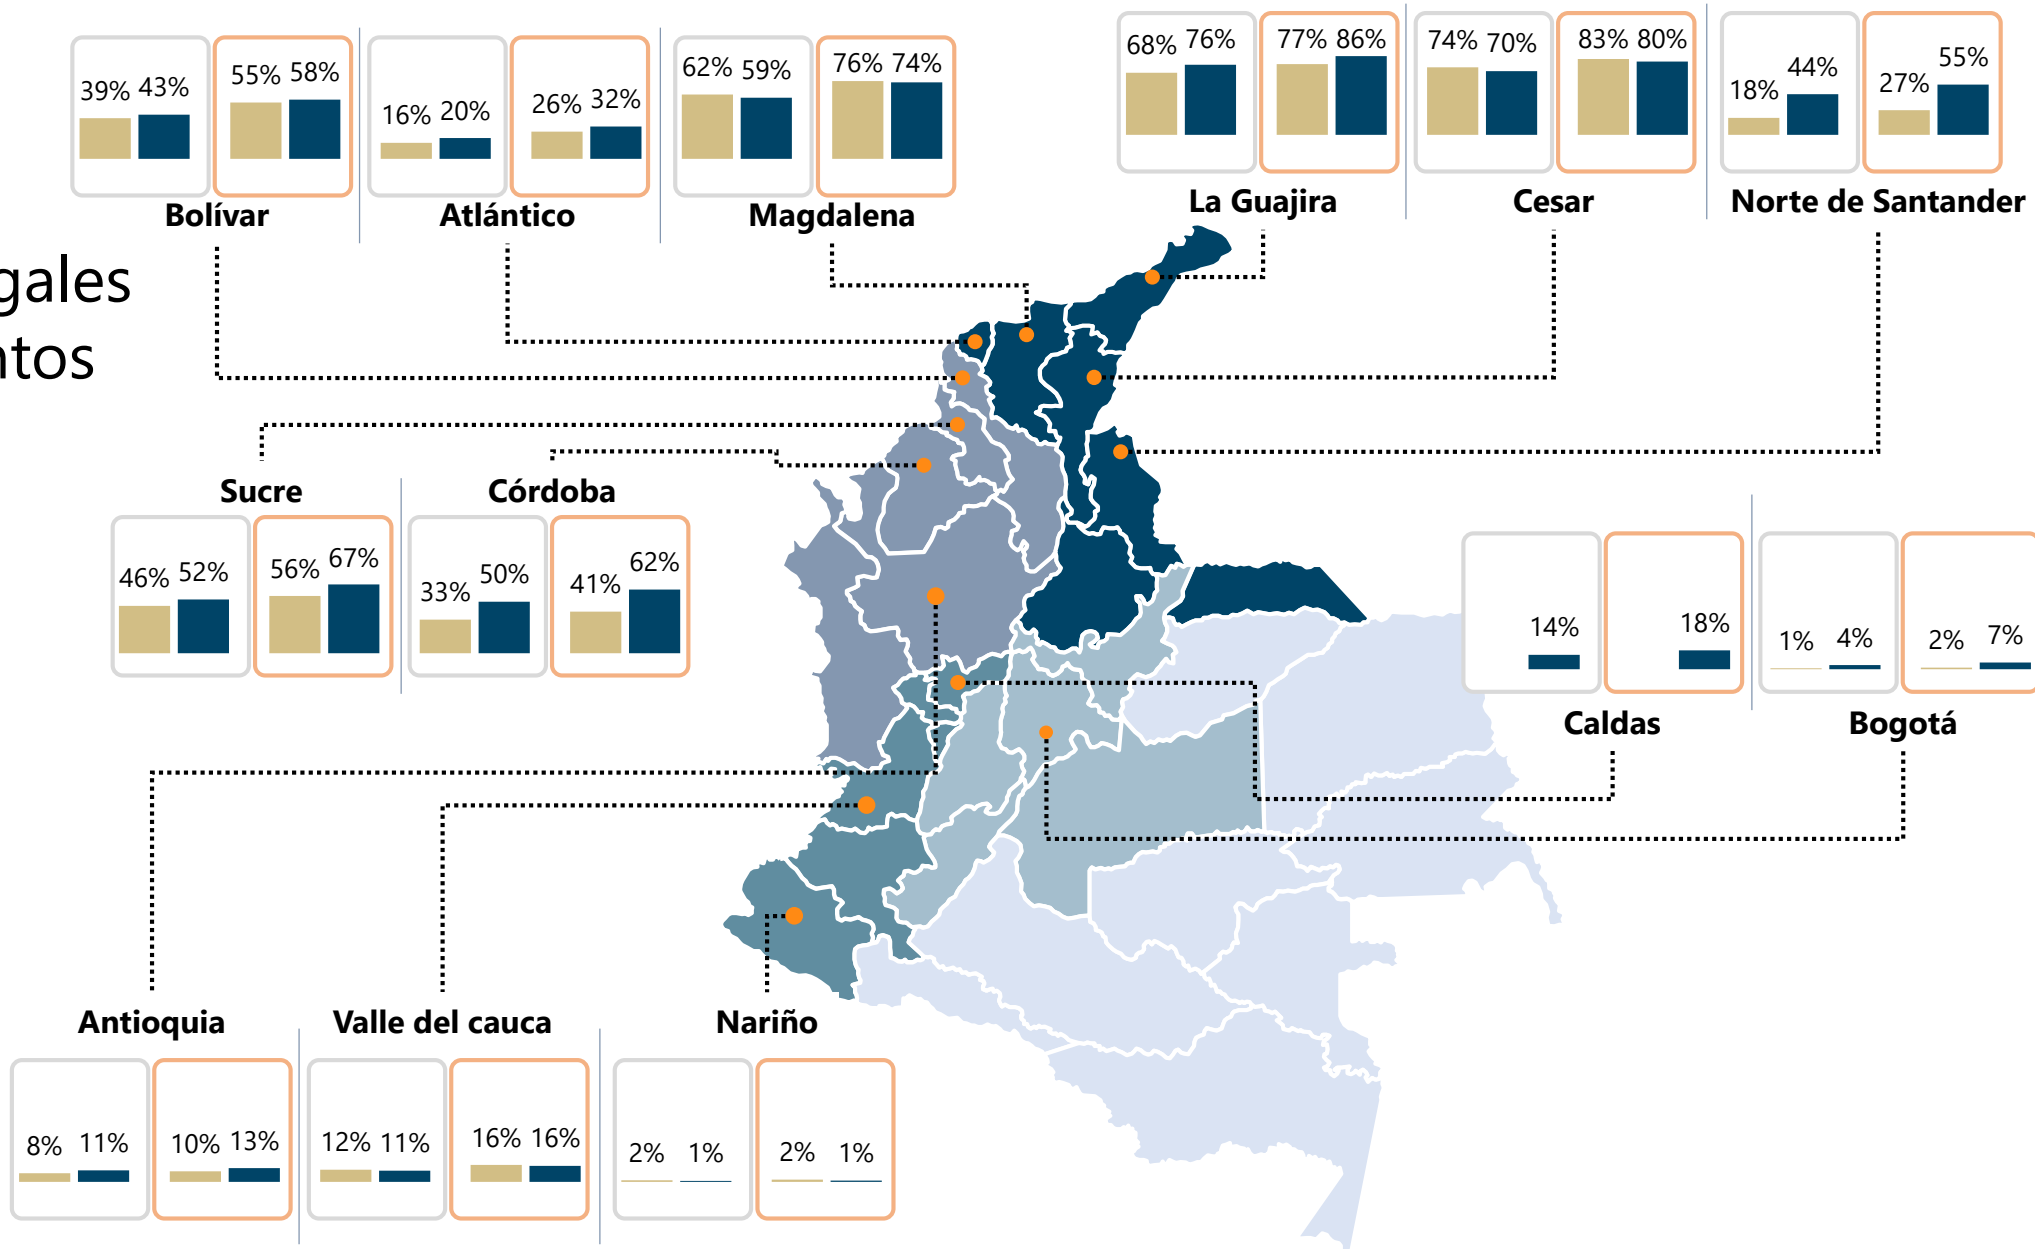 39% 43% 55% 58%
16% 20% 26% 32%
62% 59% 76% 74%
68% 76% 77% 86%
74% 70% 83% 80%
18% 44% 27% 55%
Bolívar
Atlántico
Magdalena
La Guajira
Cesar
Norte de Santander
gales
ntos
Sucre
Córdoba
46% 52% 56% 67%
33% 50% 41% 62%
14% 18%
1% 4% 2% 7%
Caldas
Bogotá
Antioquia
Valle del cauca
Nariño
8% 11% 10% 13%
12% 11% 16% 16%
2% 1% 2% 1%